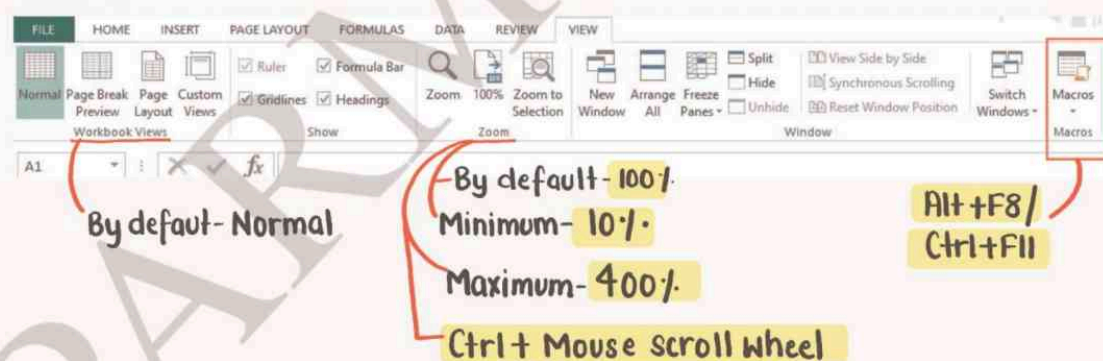 FILE HOME INSERT PAGE LAYOUT FORMULAS DATA REVIEW VIEW
Normal Page Break Preview Page Layout Custom Views
Workbook Views
Ruler Formula Bar
Gridlines Headings
Show
Zoom 100% Zoom to Selection
Zoom
New Window Arrange All Freeze Panes
Split
Hide
Unhide
View Side by Side
Synchronous Scrolling
Reset Window Position
Switch Windows
Window
Macros
Macros
A1 fx
By defaut- Normal
By default- 100%
Minimum- 10%
Maximum- 400%
Ctrl + Mouse scroll wheel
Alt+F8/
Ctrl+F11